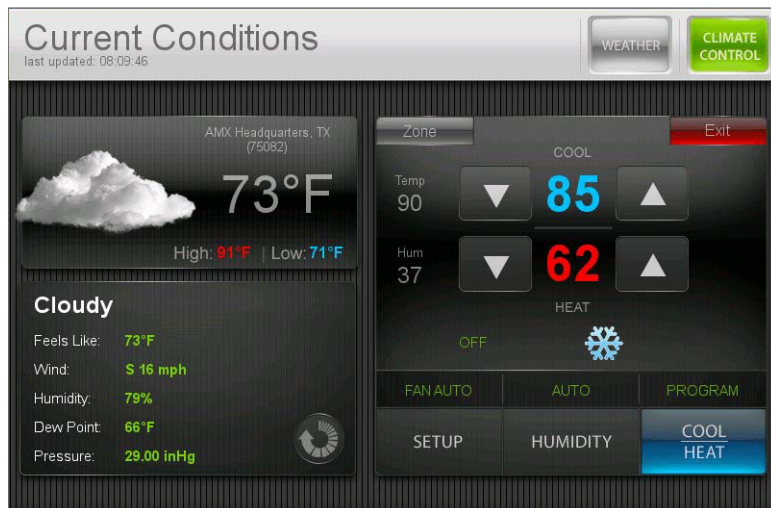 Current Conditions
last updated: 08:09:46
WEATHER
CLIMATE
CONTROL
AMX Headquarters, TX
(75082)
73°F
High: 91°F | Low: 71°F
Cloudy
Feels Like: 73°F
Wind: S 16 mph
Humidity: 79%
Dew Point: 66°F
Pressure: 29.00 inHg
Zone
Exit
COOL
Temp
90
85
Hum
37
62
HEAT
OFF
FAN AUTO
AUTO
PROGRAM
SETUP
HUMIDITY
COOL
HEAT